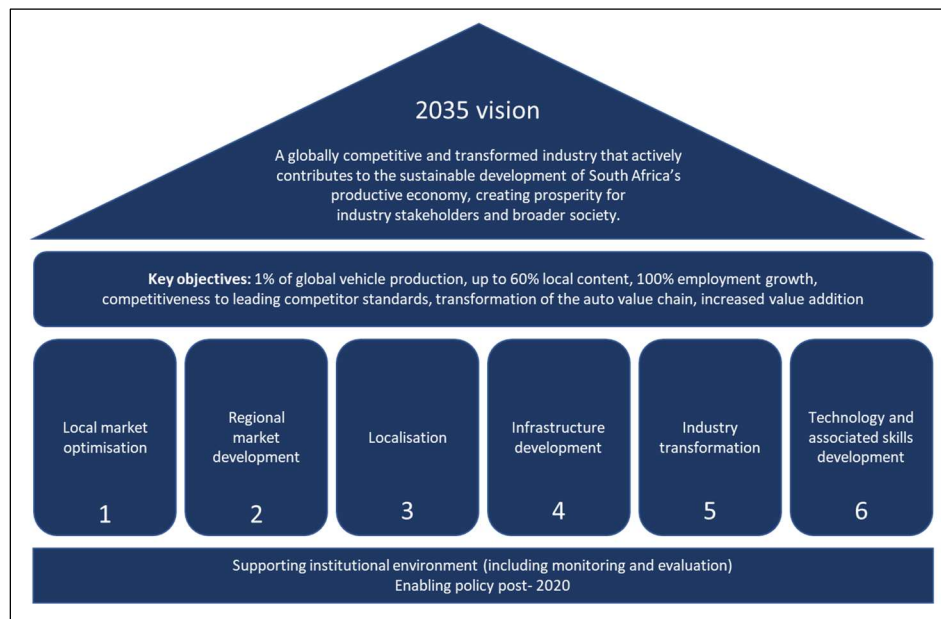 2035 vision
A globally competitive and transformed industry that actively
contributes to the sustainable development of South Africa's
productive economy, creating prosperity for
industry stakeholders and broader society.
Key objectives: 1% of global vehicle production, up to 60% local content, 100% employment growth,
competitiveness to leading competitor standards, transformation of the auto value chain, increased value addition
Local market
optimisation
1
Regional
market
development
2
Localisation
3
Infrastructure
development
4
Industry
transformation
5
Technology and
associated skills
development
6
Supporting institutional environment (including monitoring and evaluation)
Enabling policy post- 2020